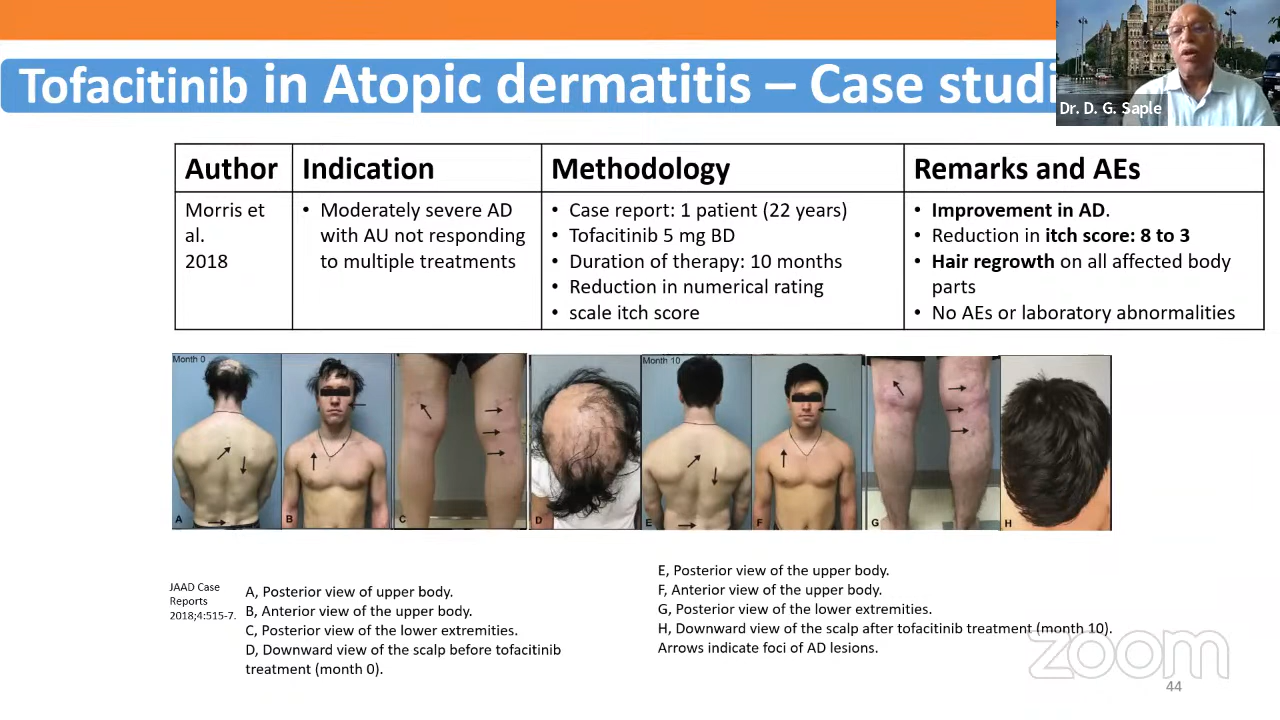 Tofacitinib in Atopic dermatitis – Case studi
Dr. D. G. Saple
Author
Indication
Methodology
Remarks and AEs
Morris et
al.
2018
• Moderately severe AD
with AU not responding
to multiple treatments
• Case report: 1 patient (22 years)
• Tofacitinib 5 mg BD
• Duration of therapy: 10 months
• Reduction in numerical rating
• scale itch score
• Improvement in AD.
• Reduction in itch score: 8 to 3
• Hair regrowth on all affected body
parts
• No AEs or laboratory abnormalities
Month 0
A
B
C
D
Month 10
E
F
G
H
JAAD Case
Reports
2018;4:515-7.
A, Posterior view of upper body.
B, Anterior view of the upper body.
C, Posterior view of the lower extremities.
D, Downward view of the scalp before tofacitinib
treatment (month 0).
E, Posterior view of the upper body.
F, Anterior view of the upper body.
G, Posterior view of the lower extremities.
H, Downward view of the scalp after tofacitinib treatment (month 10).
Arrows indicate foci of AD lesions.
zoom
44